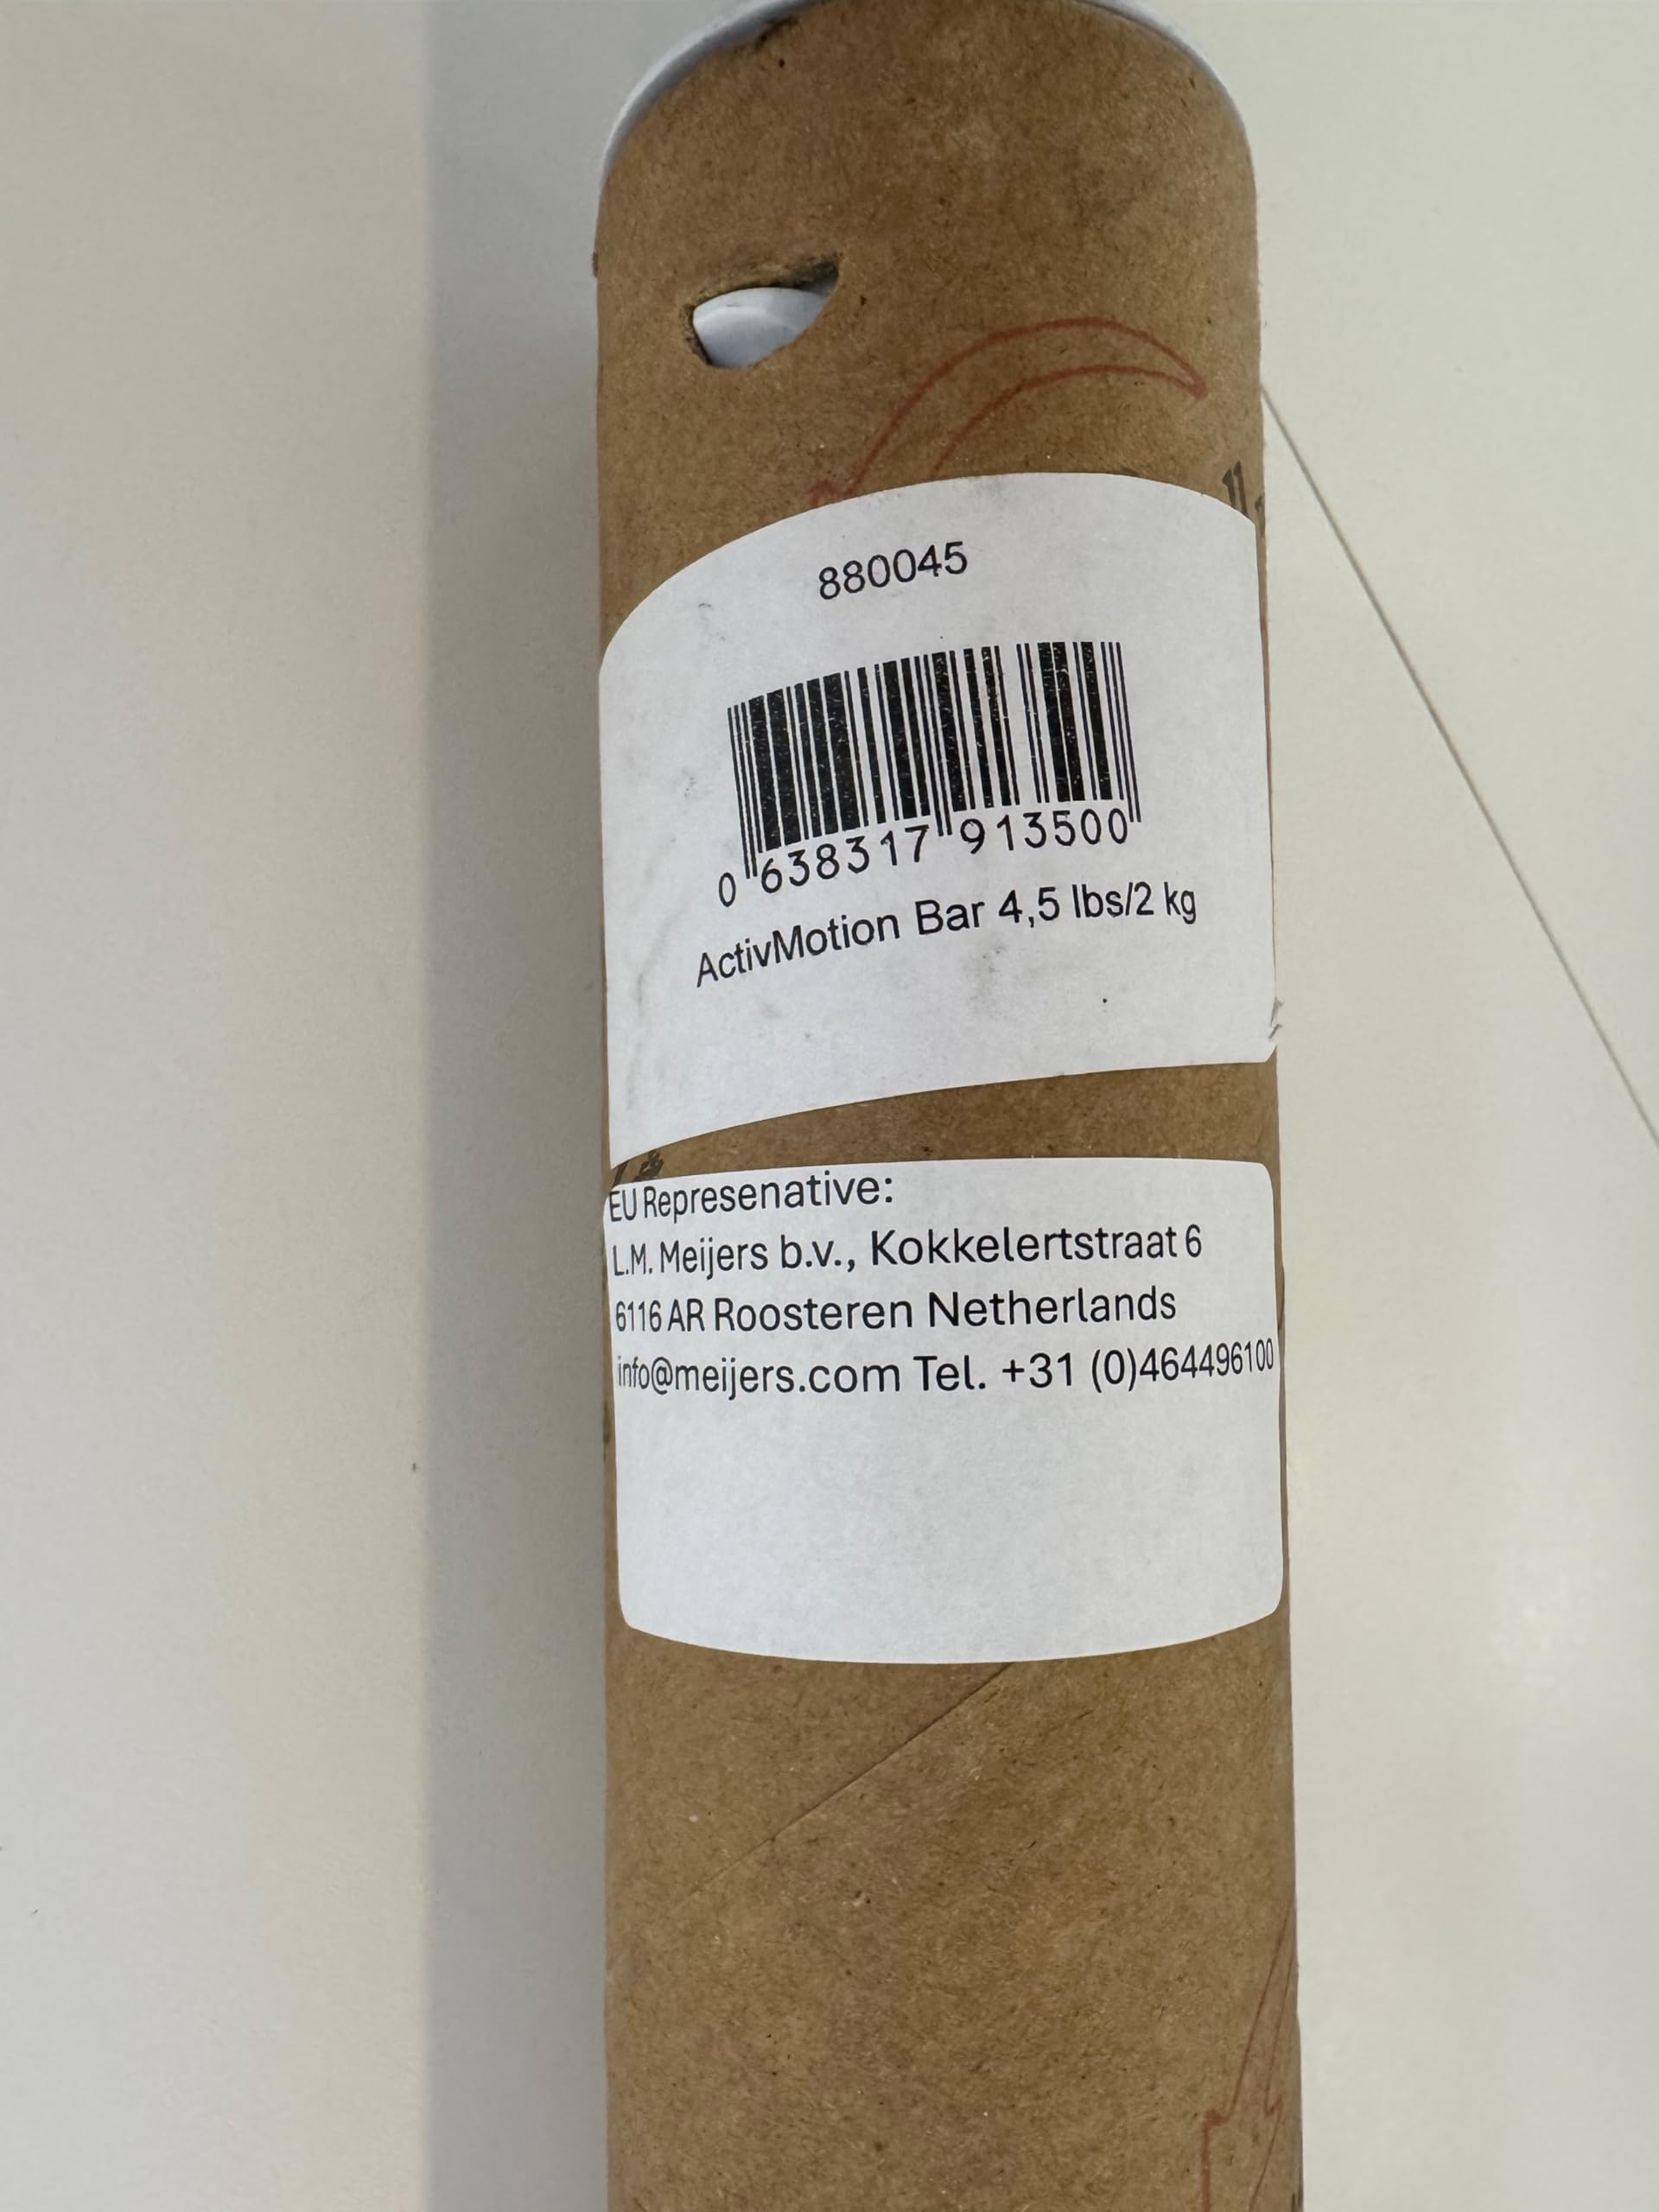 880045
0 638317 913500
ActivMotion Bar 4,5 lbs/2 kg
EU Represenative:
L.M. Meijers b.v., Kokkelertstraat 6
6116 AR Roosteren Netherlands
info@meijers.com Tel. +31 (0)464496100